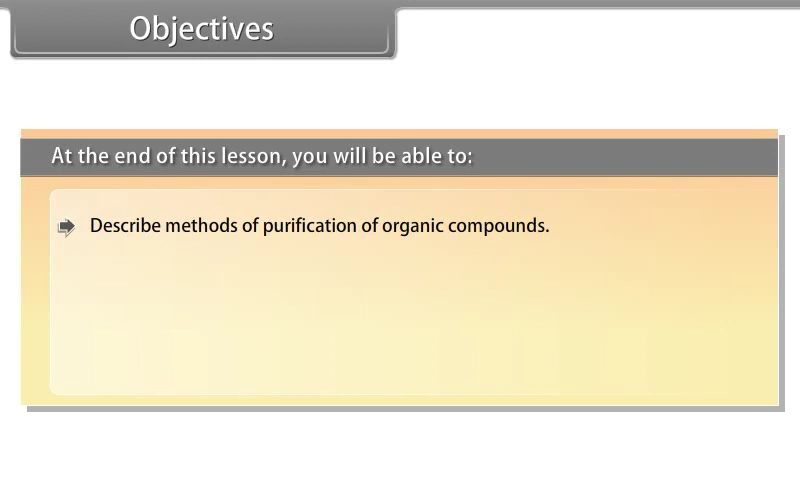 Objectives
At the end of this lesson, you will be able to:
Describe methods of purification of organic compounds.